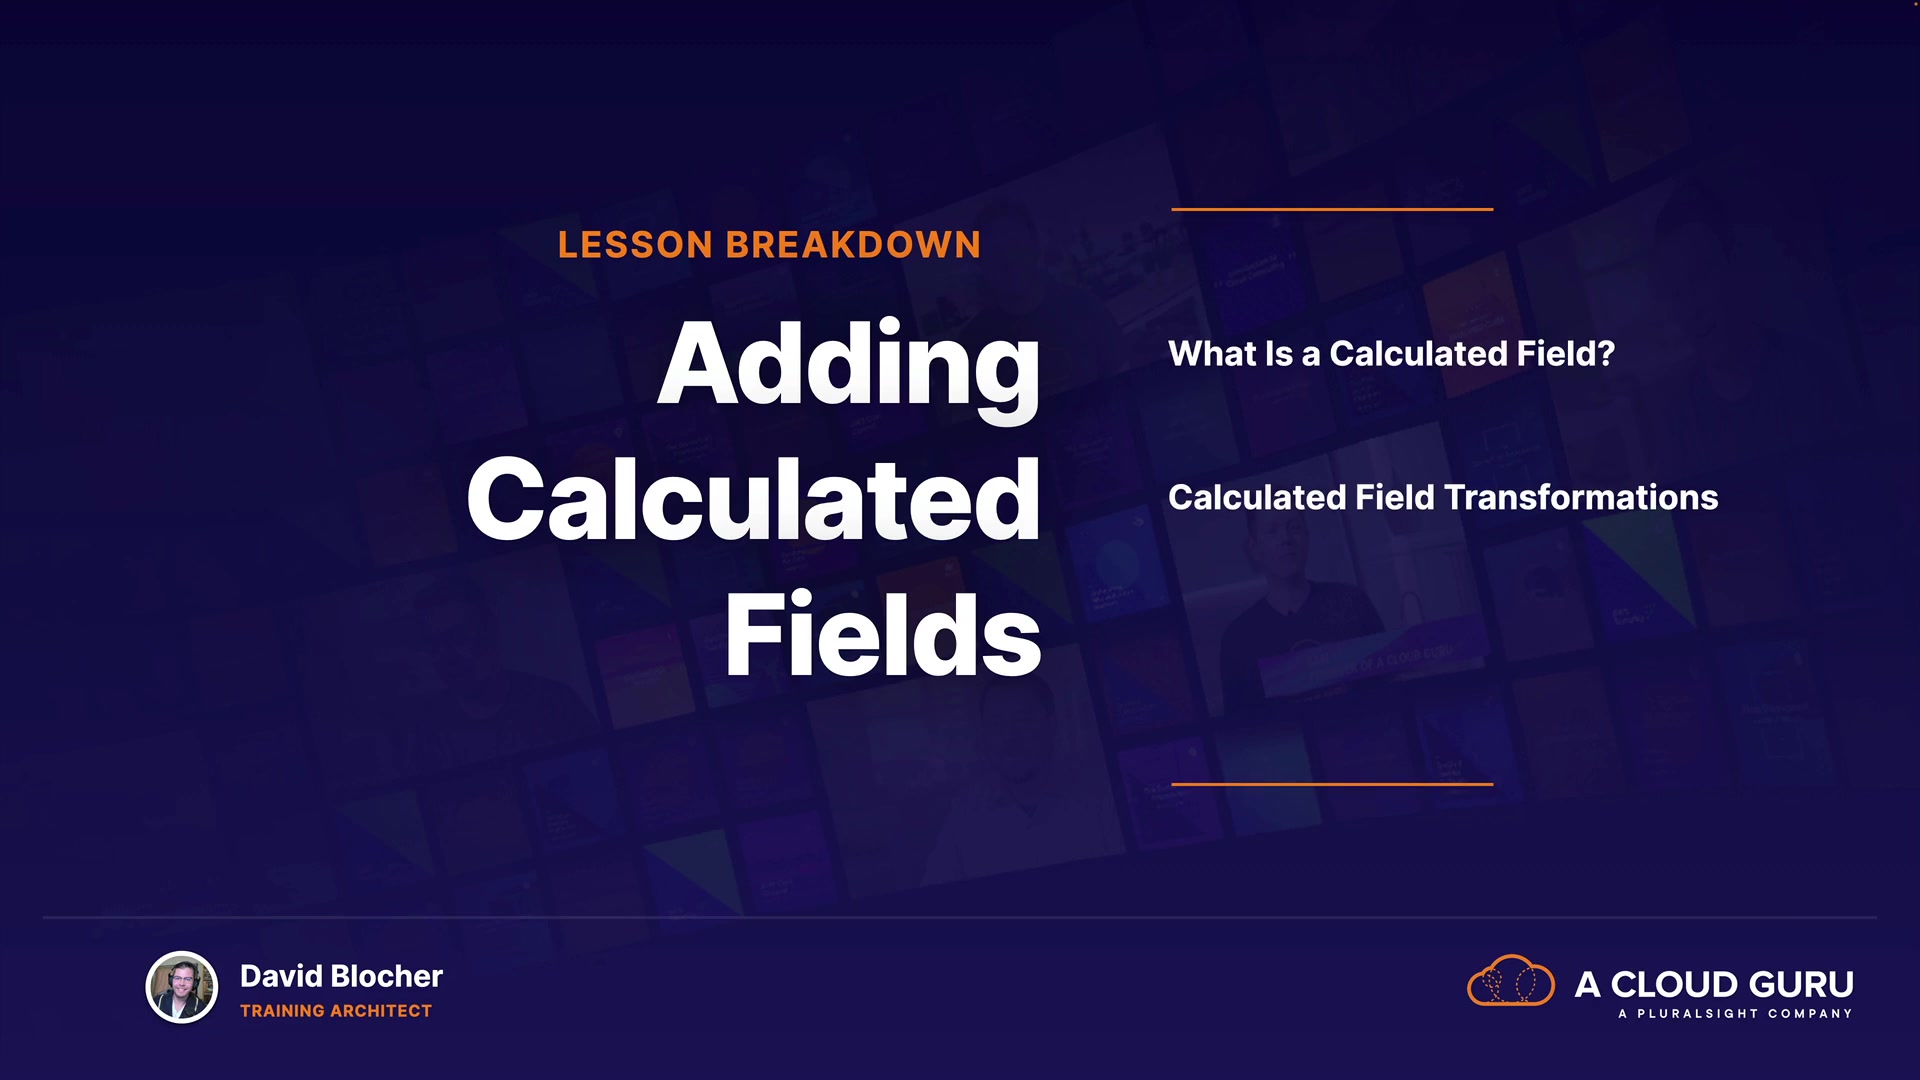 LESSON BREAKDOWN
Adding
Calculated
Fields
What Is a Calculated Field?
Calculated Field Transformations
David Blocher
TRAINING ARCHITECT
A CLOUD GURU
A PLURALSIGHT COMPANY